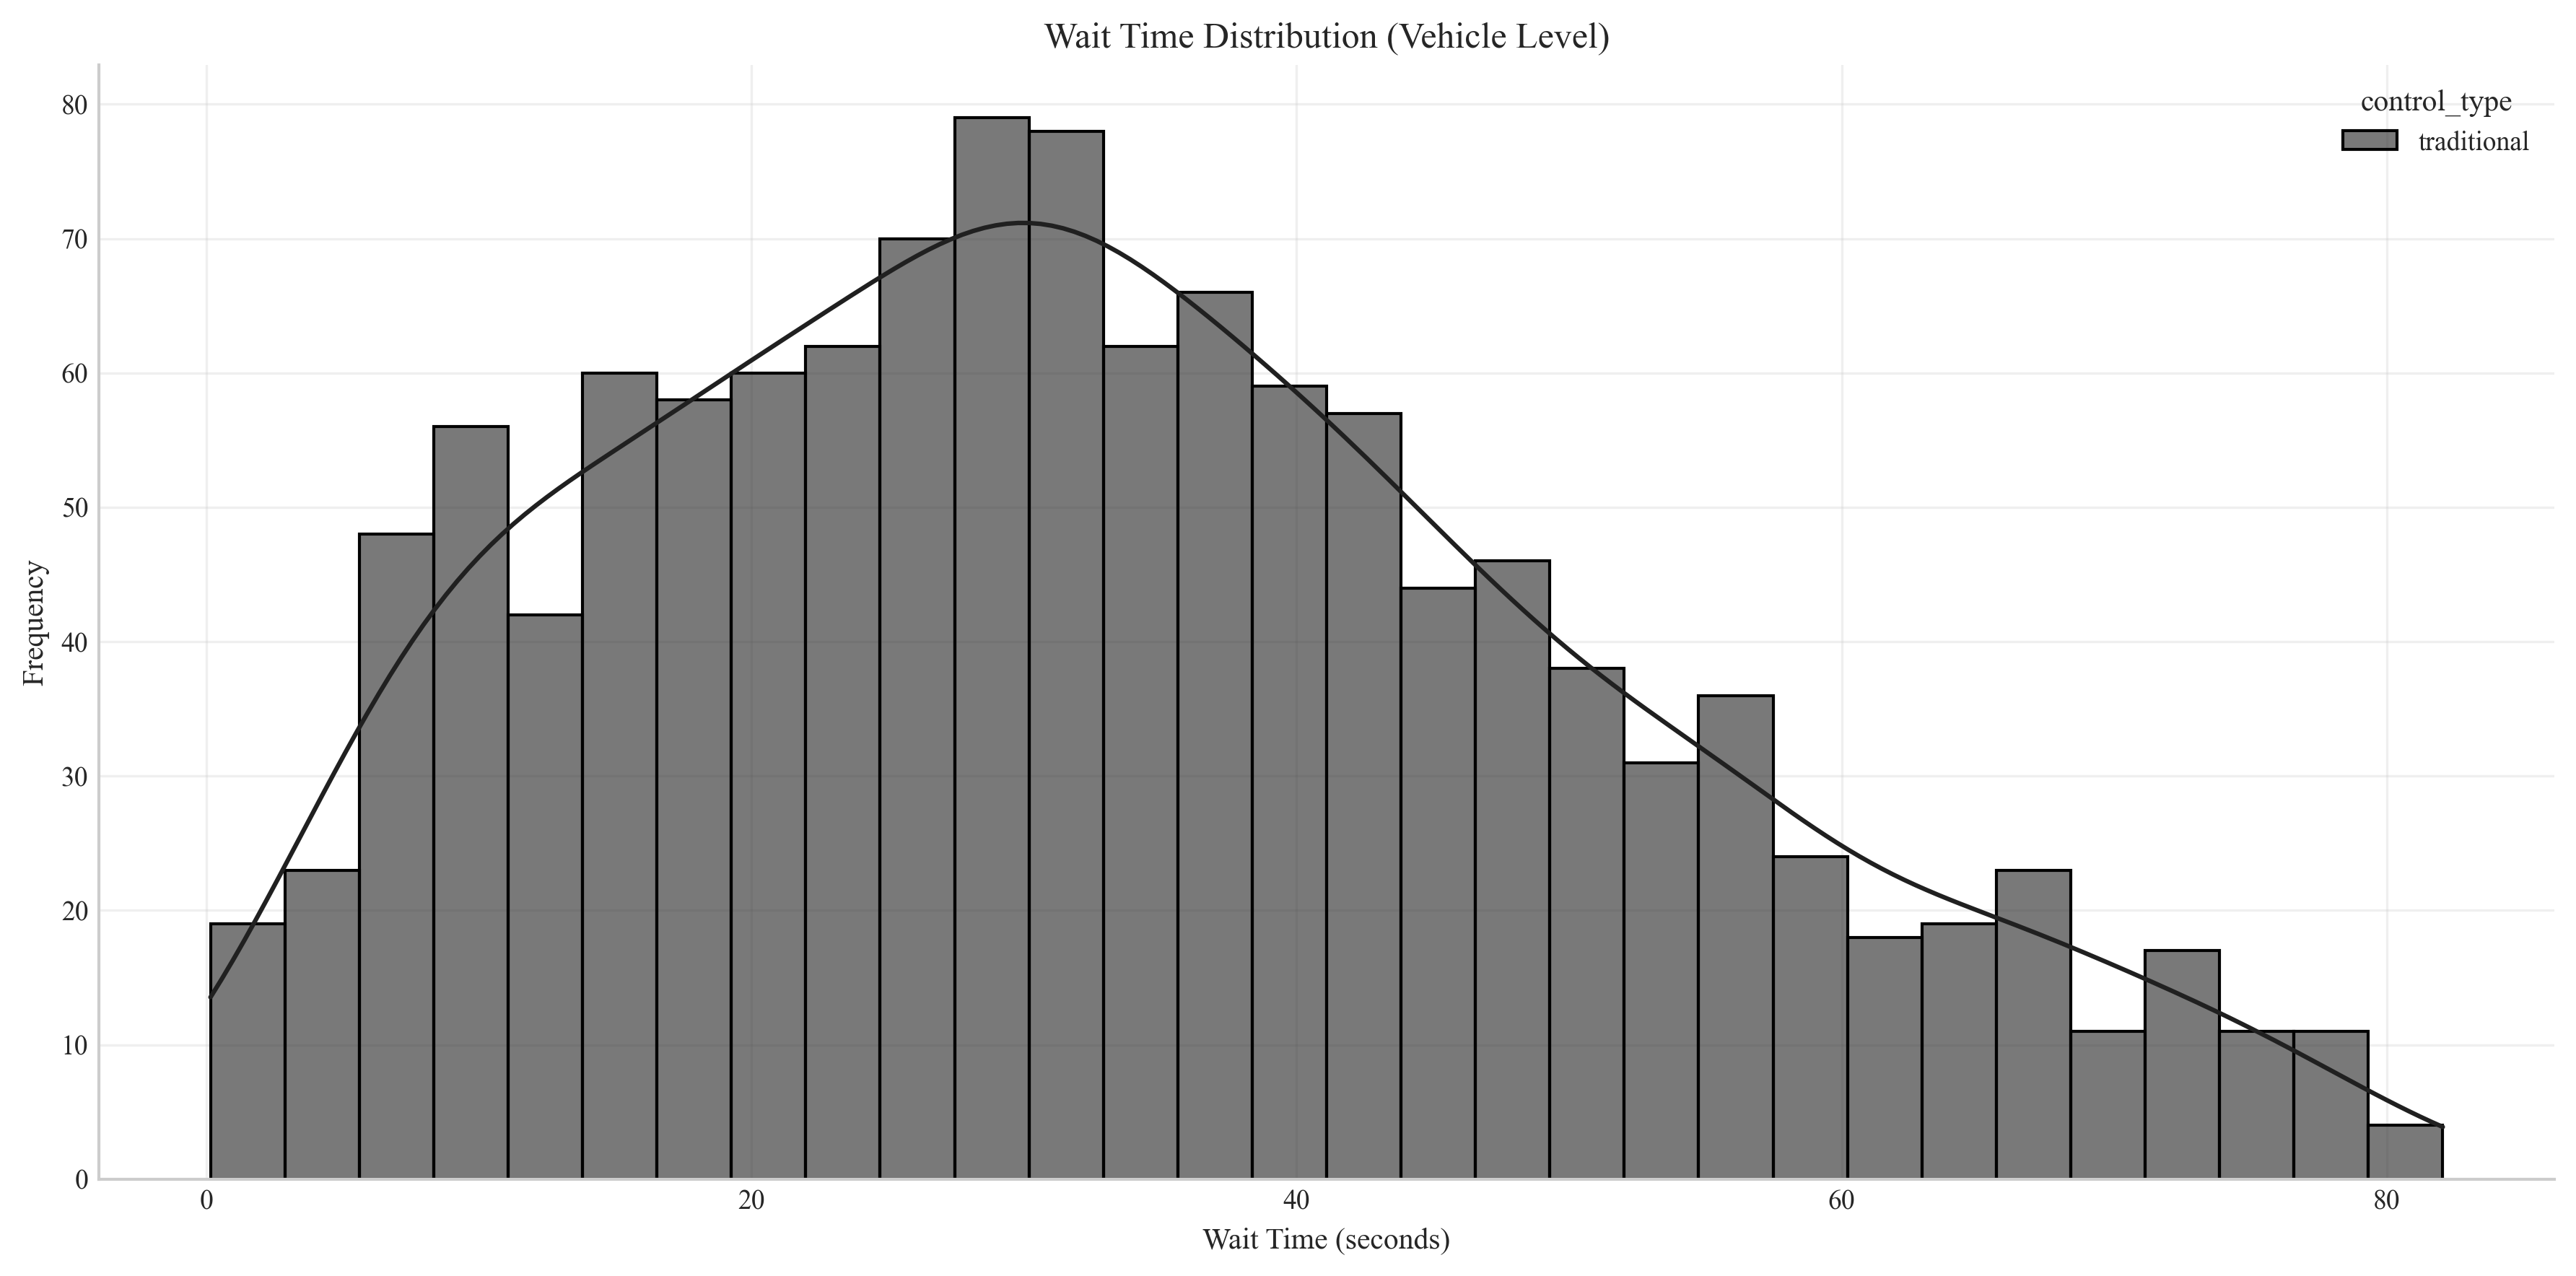 Wait Time Distribution (Vehicle Level)
control_type
traditional
Frequency
80
70
60
50
40
30
20
10
0
0 20 40 60 80
Wait Time (seconds)